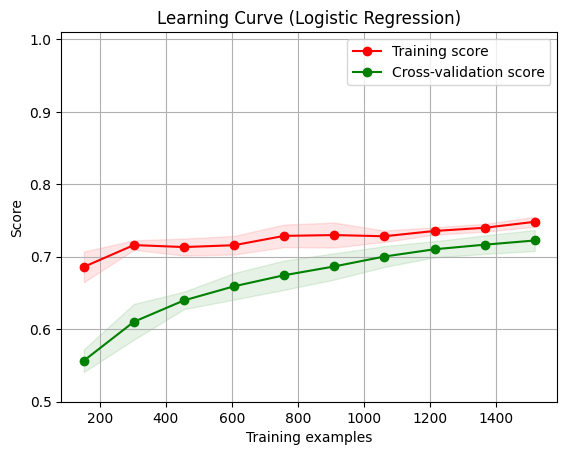 Learning Curve (Logistic Regression)
1.0
0.9
0.8
0.7
0.6
0.5
Score
Training score
Cross-validation score
200 400 600 800 1000 1200 1400
Training examples